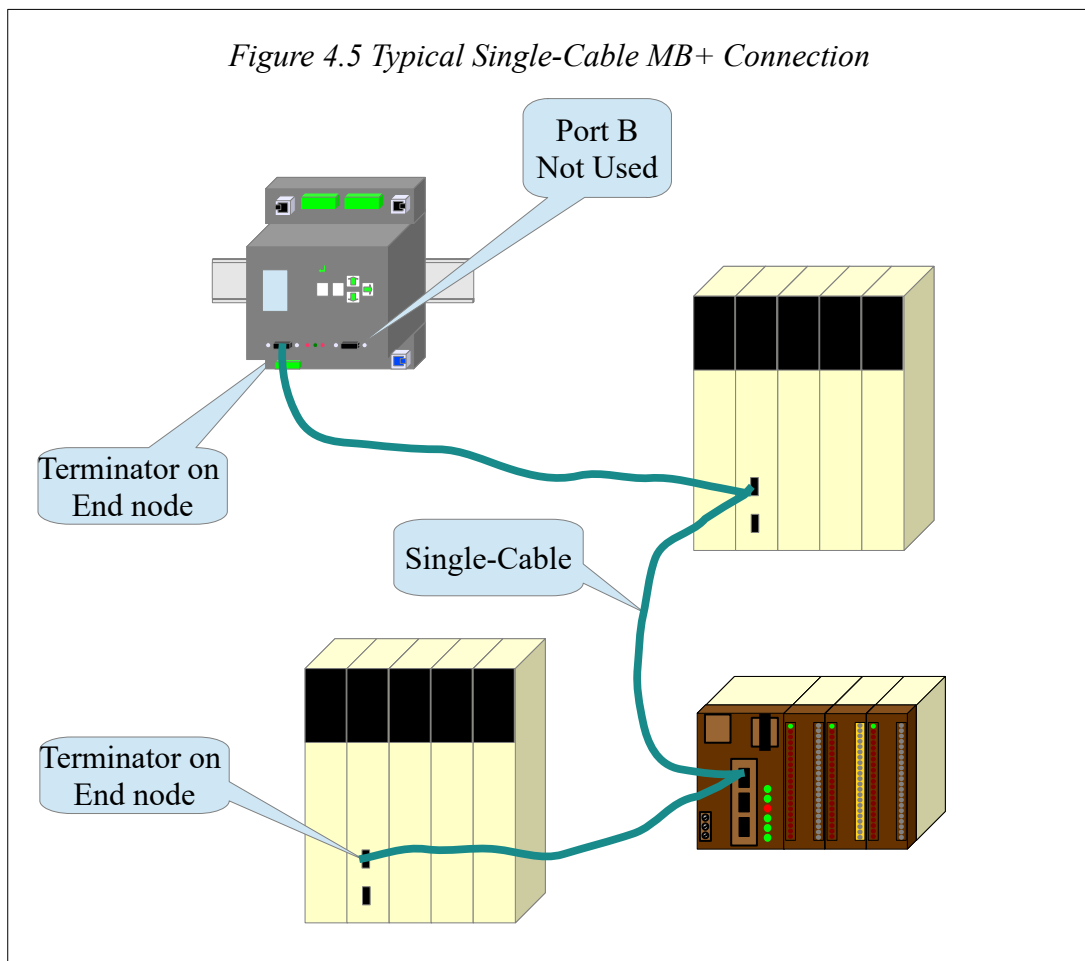 Figure 4.5 Typical Single-Cable MB+ Connection
Port B
Not Used
Terminator on
End node
Single-Cable
Terminator on
End node